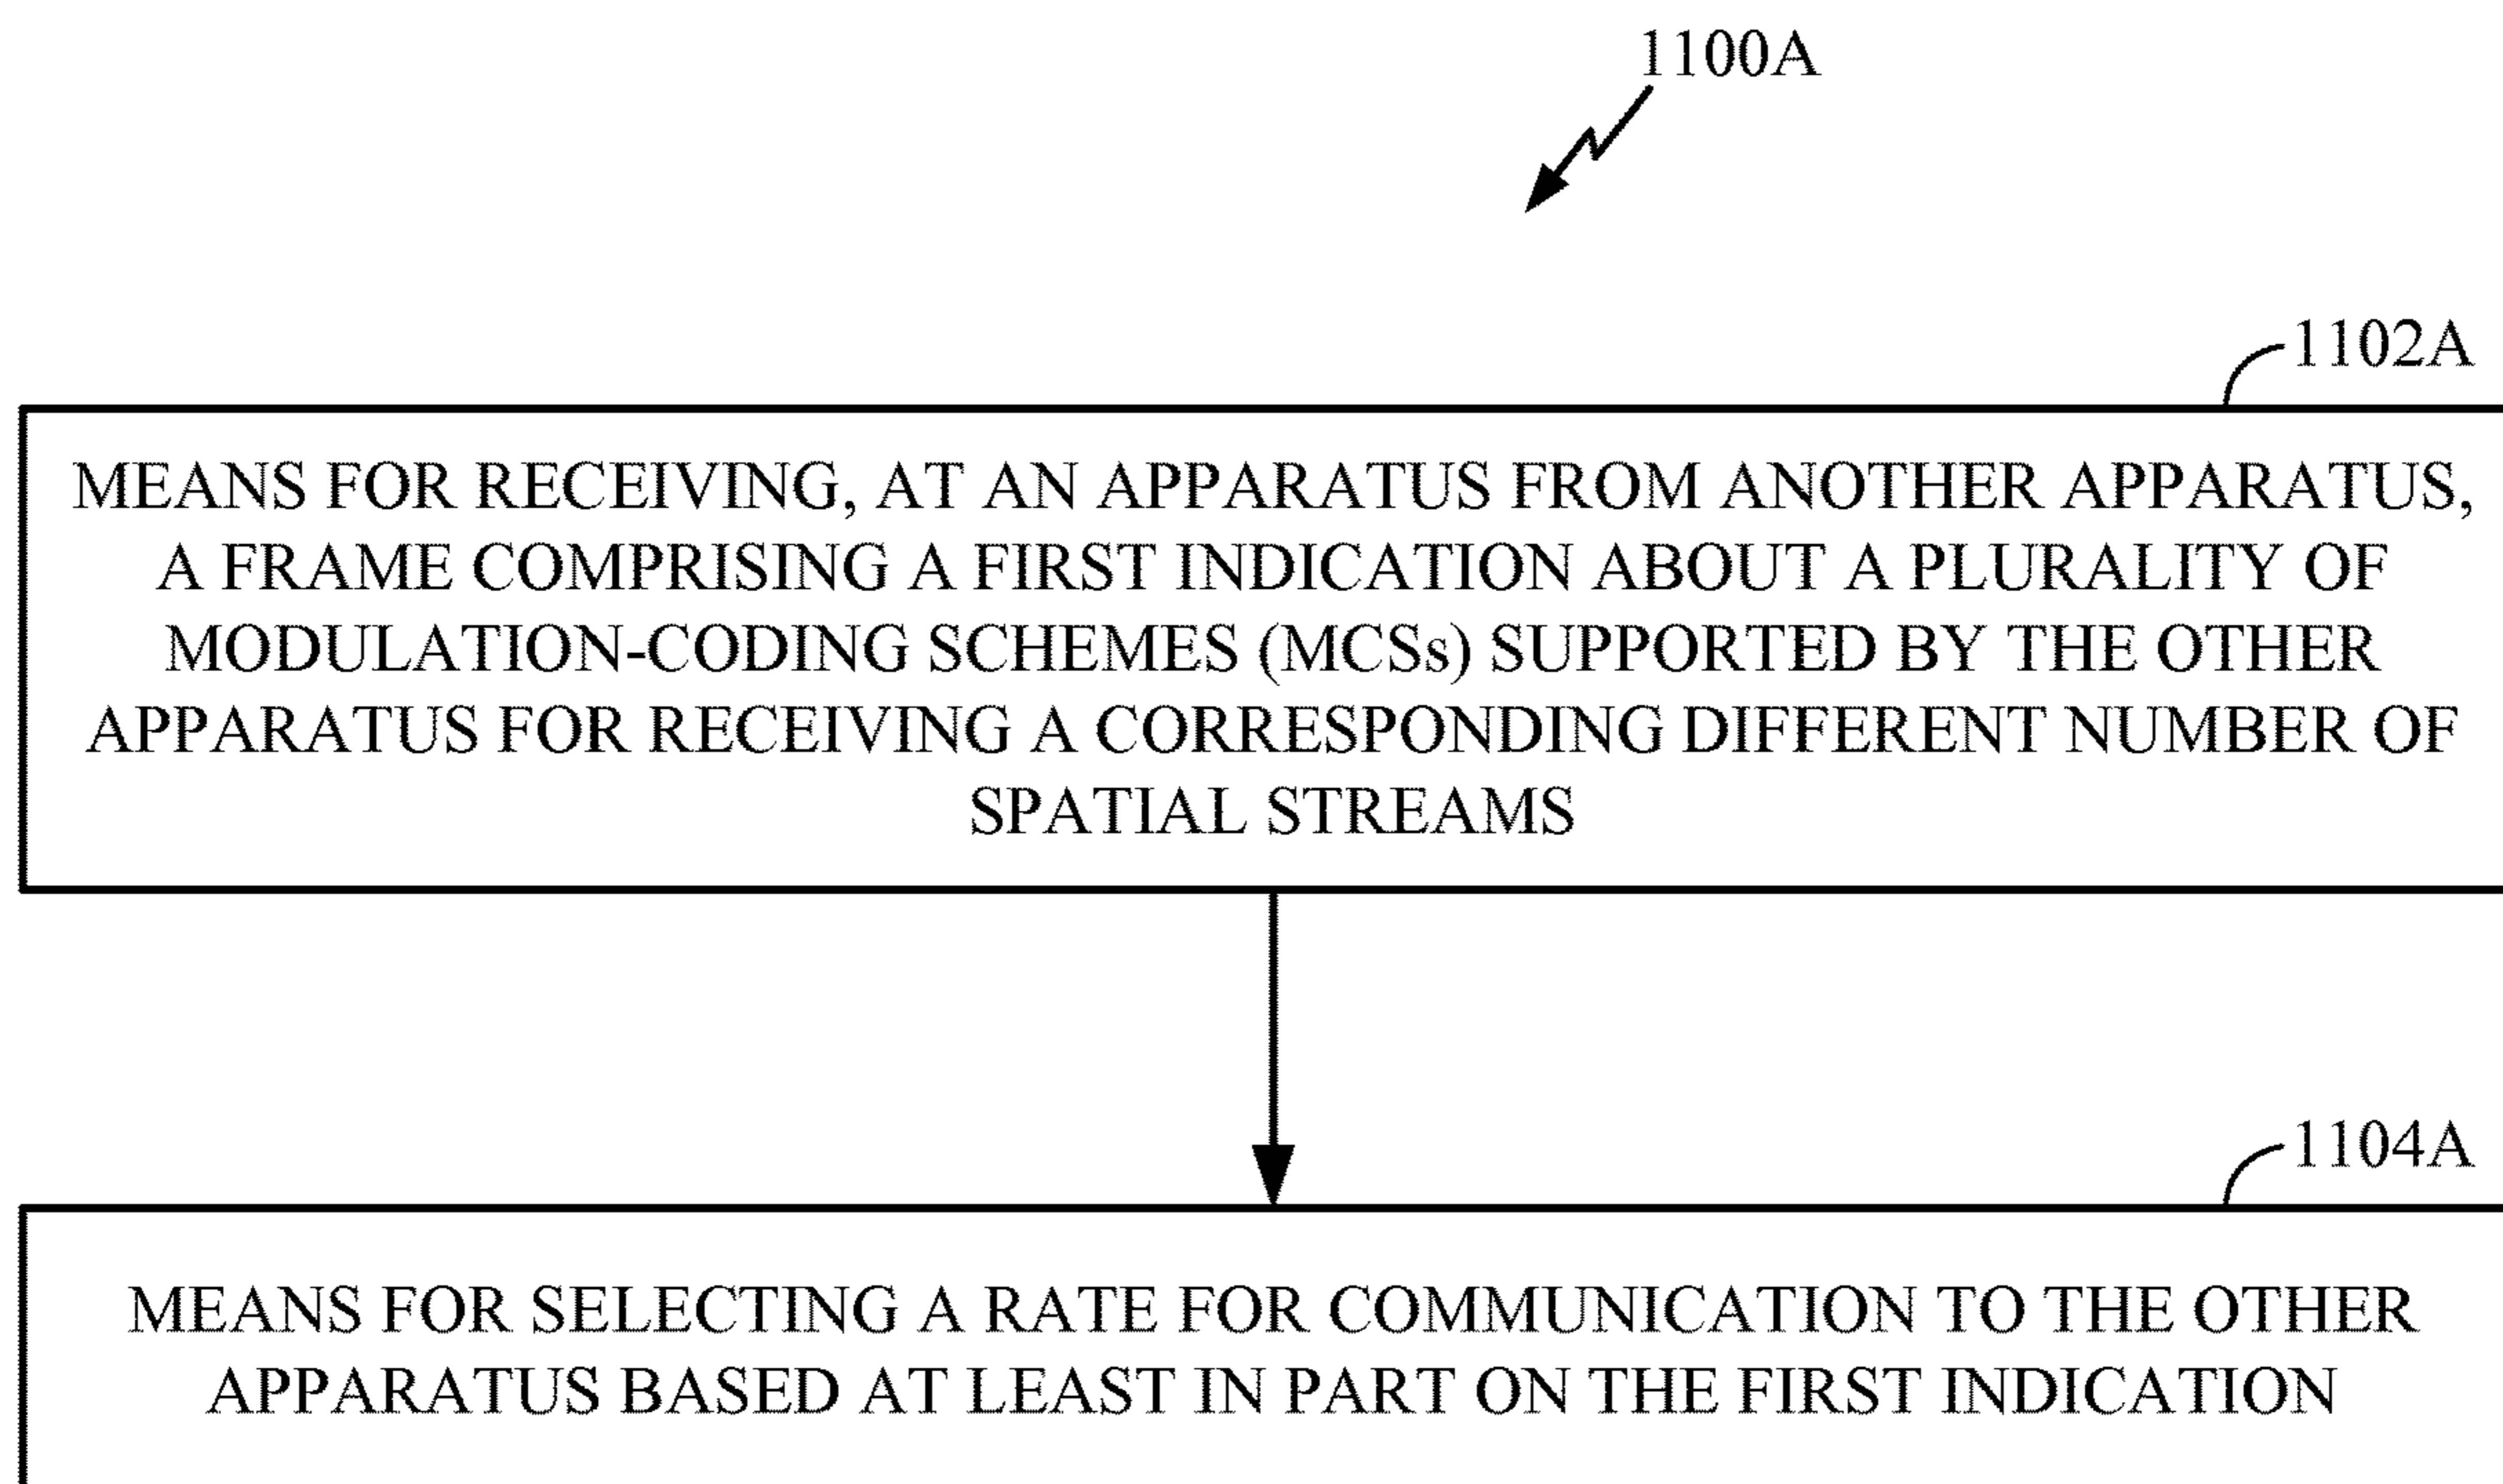 1100A
1102A
MEANS FOR RECEIVING, AT AN APPARATUS FROM ANOTHER APPARATUS,
A FRAME COMPRISING A FIRST INDICATION ABOUT A PLURALITY OF
MODULATION-CODING SCHEMES (MCSs) SUPPORTED BY THE OTHER
APPARATUS FOR RECEIVING A CORRESPONDING DIFFERENT NUMBER OF
SPATIAL STREAMS
1104A
MEANS FOR SELECTING A RATE FOR COMMUNICATION TO THE OTHER
APPARATUS BASED AT LEAST IN PART ON THE FIRST INDICATION